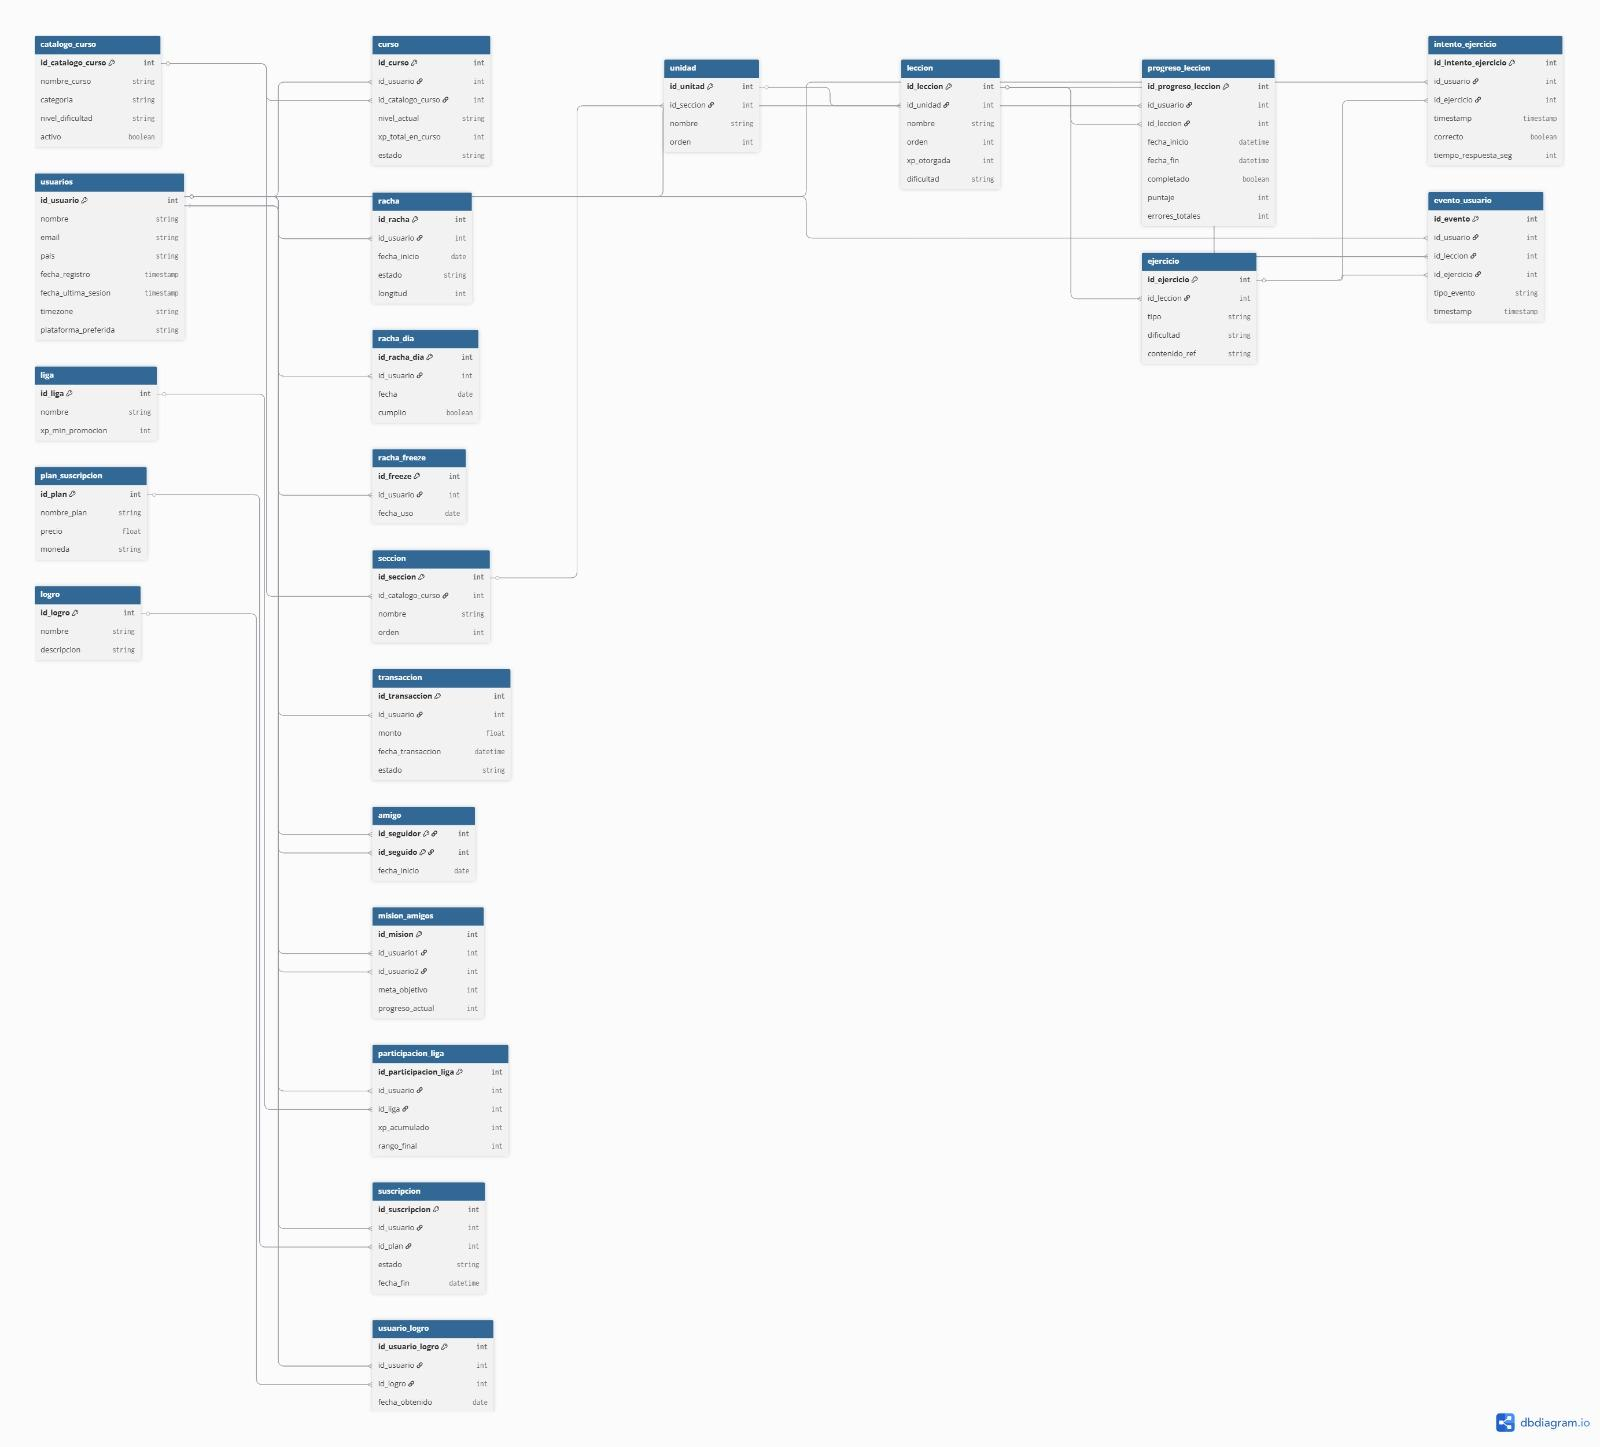 catalogo_curso
id_catalogo_curso int
nombre_curso string
categoria string
nivel_dificultad string
activo boolean
usuarios
id_usuario int
nombre string
email string
pais string
fecha_registro timestamp
fecha_ultima_sesion timestamp
timezone string
plataforma_preferida string
liga
id_liga int
nombre string
xp_min_promocion int
plan_suscripcion
id_plan int
nombre_plan string
precio float
moneda string
logro
id_logro int
nombre string
descripcion string
curso
id_curso int
id_usuario int
id_catalogo_curso int
nivel_actual string
xp_total_en_curso int
estado string
racha
id_racha int
id_usuario int
fecha_inicio date
estado string
longitud int
racha_dia
id_racha_dia int
id_usuario int
fecha date
cumplio boolean
racha_freeze
id_freeze int
id_usuario int
fecha_uso date
seccion
id_seccion int
id_catalogo_curso int
nombre string
orden int
transaccion
id_transaccion int
id_usuario int
monto float
fecha_transaccion datetime
estado string
amigo
id_seguidor int
id_seguido int
fecha_inicio date
mision_amigos
id_mision int
id_usuario1 int
id_usuario2 int
meta_objetivo int
progreso_actual int
participacion_liga
id_participacion_liga int
id_usuario int
id_liga int
xp_acumulado int
rango_final int
suscripcion
id_suscripcion int
id_usuario int
id_plan int
estado string
fecha_fin datetime
usuario_logro
id_usuario_logro int
id_usuario int
id_logro int
fecha_obtenido date
unidad
id_unitad int
id_seccion int
nombre string
orden int
leccion
id_leccion int
id_unidad int
nombre string
orden int
xp_otorgada int
dificultad string
progreso_leccion
id_progreso_leccion int
id_usuario int
id_leccion int
fecha_inicio datetime
fecha_fin datetime
completado boolean
puntaje int
errores_totales int
ejercicio
id_ejercicio int
id_leccion int
tipo string
dificultad string
contenido_ref string
intento_ejercicio
id_intento_ejercicio int
id_usuario int
id_ejercicio int
timestamp timestamp
correcto boolean
tiempo_respuesta_seg int
evento_usuario
id_evento int
id_usuario int
id_leccion int
id_ejercicio int
tipo_evento string
timestamp timestamp
dbdiagram.io